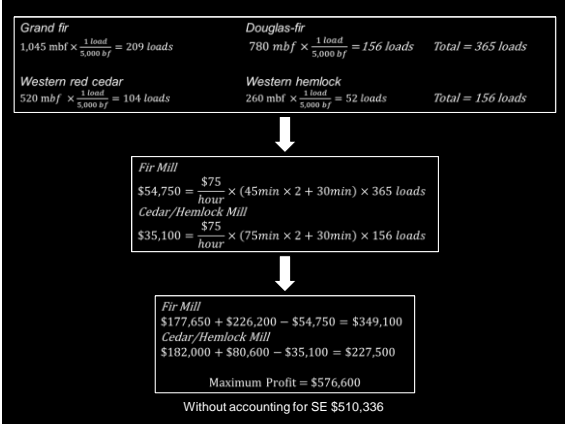 Grand fir
1,045 mbf × 1 load / 5,000 bf = 209 loads
Douglas-fir
780 mbf × 1 load / 5,000 bf = 156 loads Total = 365 loads
Western red cedar
520 mbf × 1 load / 5,000 bf = 104 loads
Western hemlock
260 mbf × 1 load / 5,000 bf = 52 loads Total = 156 loads
Fir Mill
$54,750 = $75 / hour × (45min × 2 + 30min) × 365 loads
Cedar/Hemlock Mill
$35,100 = $75 / hour × (75min × 2 + 30min) × 156 loads
Fir Mill
$177,650 + $226,200 − $54,750 = $349,100
Cedar/Hemlock Mill
$182,000 + $80,600 − $35,100 = $227,500
Maximum Profit = $576,600
Without accounting for SE $510,336